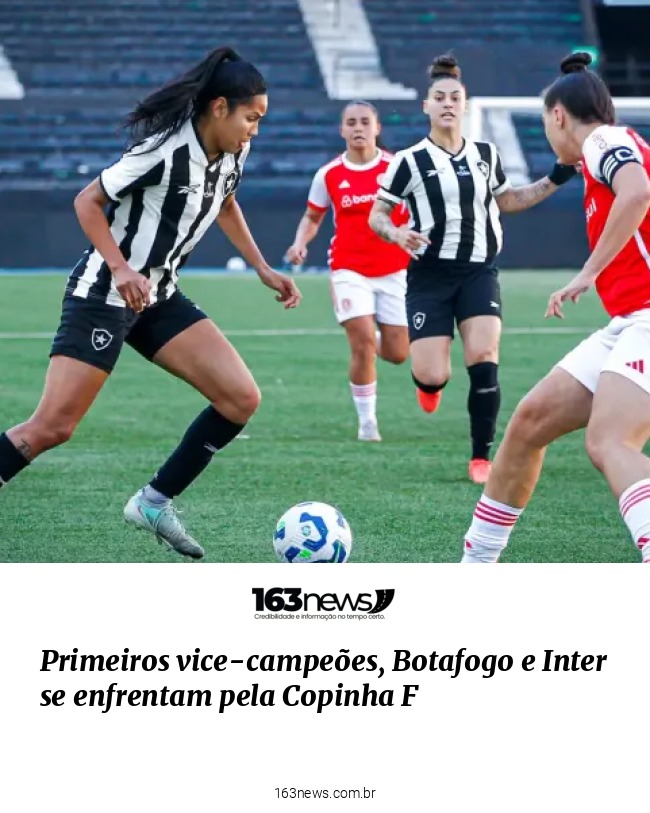 163news
Credibilidade e informação no tempo certo.
Primeiros vice-campeões, Botafogo e Inter
se enfrentam pela Copinha F
163news.com.br